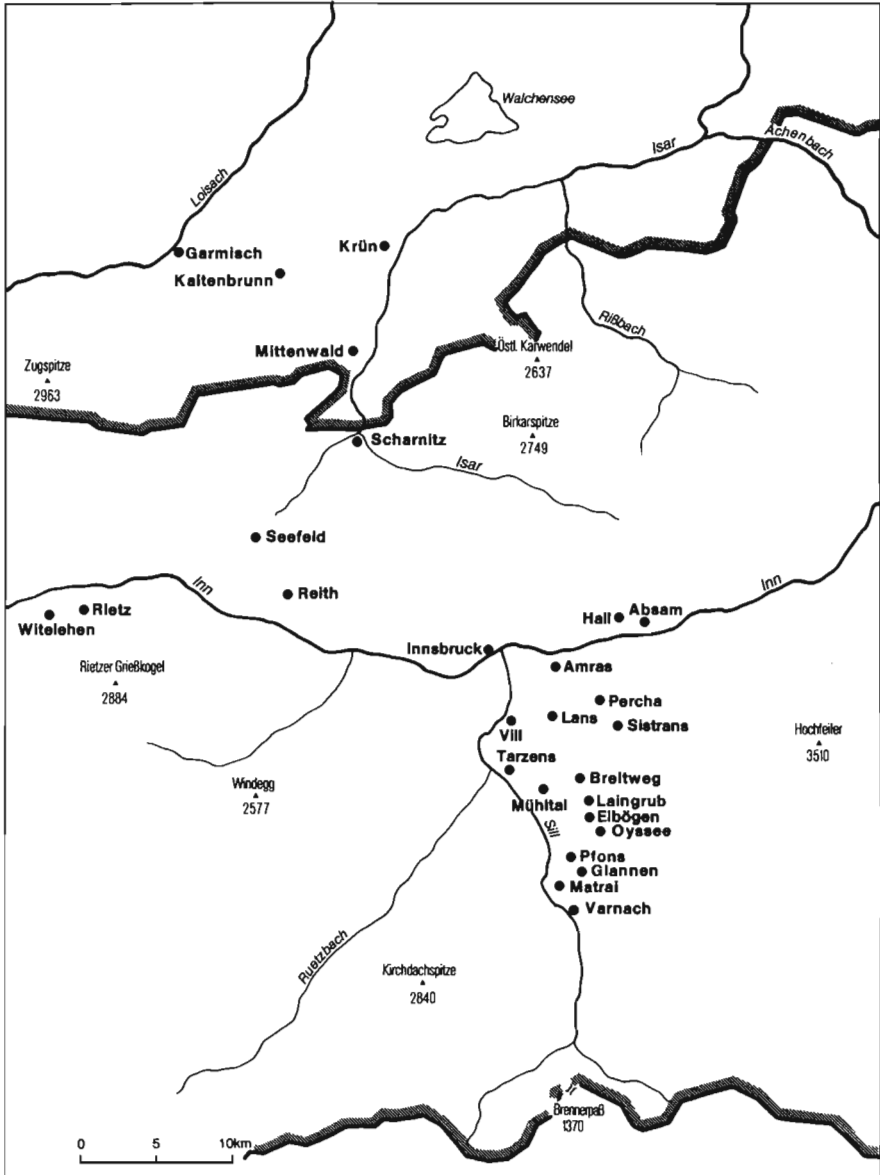 Walchensee
Isar
Achenbach
Loisach
Garmisch
Krün
Kaltenbrunn
Rißbach
Mittenwald
Östl. Karwendel
2637
Zugspitze
2963
Birkarspitze
2749
Scharnitz
Isar
Seefeld
Inn
Reith
Inn
Rietz
Witelehen
Hall
Absam
Innsbruck
Amras
Rietzer Grießkogel
2884
Percha
Lans
Sistrans
Vill
Hochfeiler
3510
Tarzens
Breitweg
Windegg
2577
Mühltal
Laingrub
Elbögen
Sill
Oyssee
Pfons
Glannen
Matrai
Varnach
Ruetzbach
Kirchdachspitze
2840
Brennerpaß
1370
0 5 10km